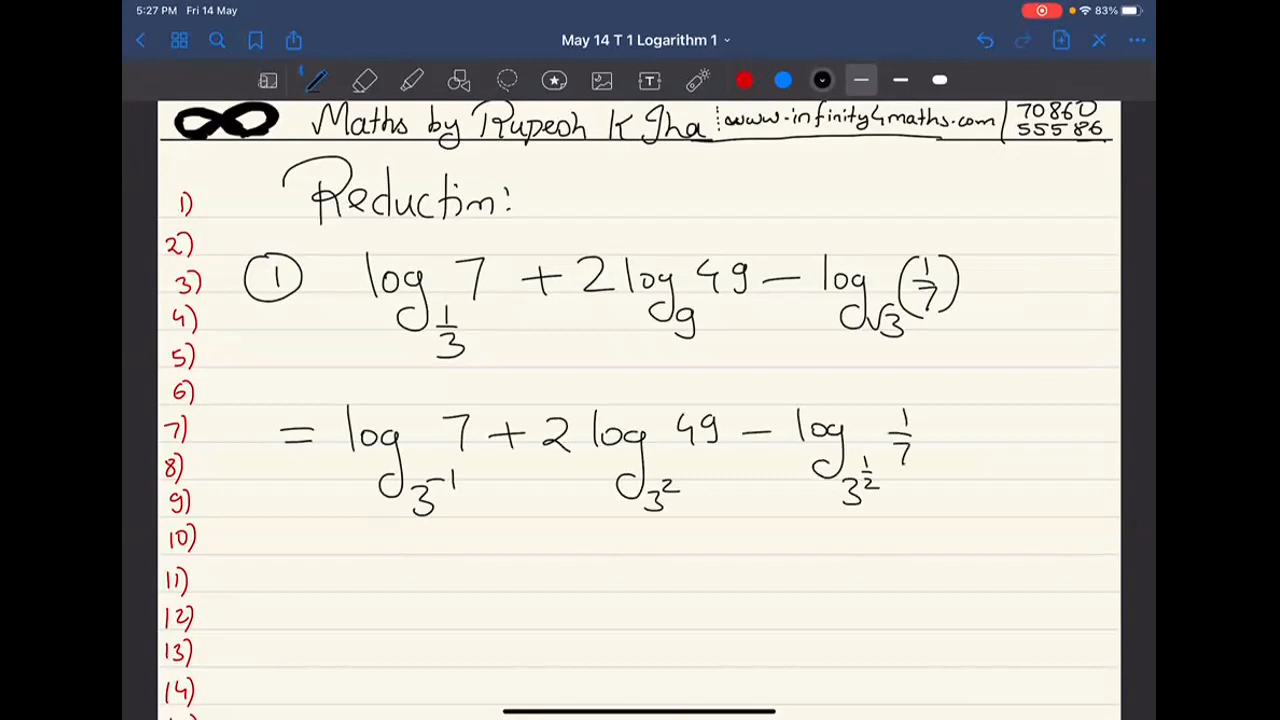 5:27 PM Fri 14 May 83%
May 14 T 1 Logarithm 1
Maths by Rupesh K Jha www.infinity4maths.com 70860 55586
Reduction:
1)
2)
① log_{1/3} 7 + 2 log_9 49 − log_{√3} (1/7)
3)
4)
5)
6)
= log_{3^{-1}} 7 + 2 log_{3^2} 49 − log_{3^{1/2}} 1/7
7)
8)
9)
10)
11)
12)
13)
14)